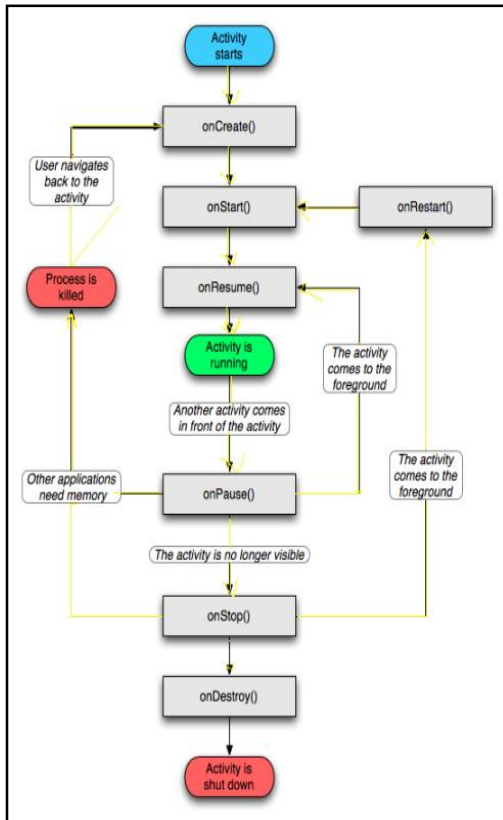 Activity
starts
onCreate()
User navigates
back to the
activity
onStart()
onRestart()
Process is
killed
onResume()
Activity is
running
The activity
comes to the
foreground
Another activity comes
in front of the activity
The activity
comes to the
foreground
Other applications
need memory
onPause()
The activity is no longer visible
onStop()
onDestroy()
Activity is
shut down